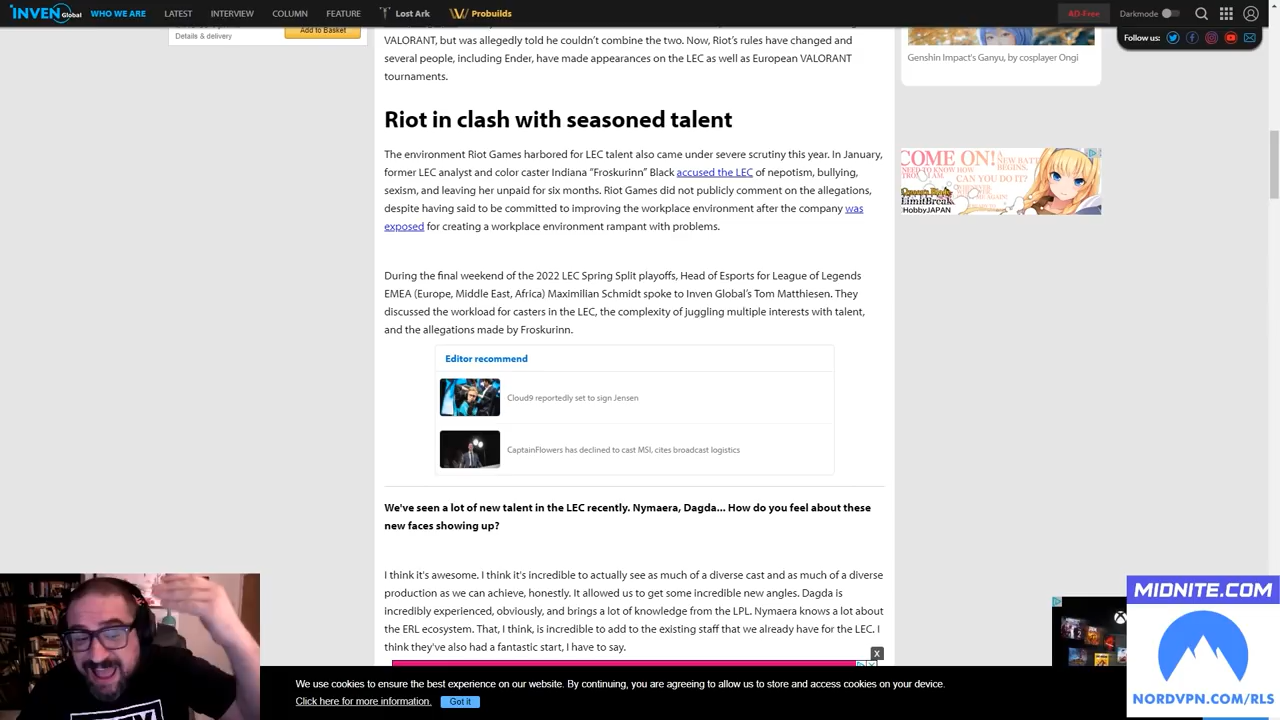 INVEN Global
WHO WE ARE
LATEST
INTERVIEW
COLUMN
FEATURE
Lost Ark
Probuilds
AD-Free
Darkmode
Follow us:
Details & delivery
Add to Basket
VALORANT, but was allegedly told he couldn’t combine the two. Now, Riot’s rules have changed and
several people, including Ender, have made appearances on the LEC as well as European VALORANT
tournaments.
Genshin Impact's Ganyu, by cosplayer Ongi
Riot in clash with seasoned talent
The environment Riot Games harbored for LEC talent also came under severe scrutiny this year. In January,
former LEC analyst and color caster Indiana “Froskurinn” Black accused the LEC of nepotism, bullying,
sexism, and leaving her unpaid for six months. Riot Games did not publicly comment on the allegations,
despite having said to be committed to improving the workplace environment after the company was
exposed for creating a workplace environment rampant with problems.
COME ON!
A NEW BATTLE
BEGINS.
CAN YOU DO IT?
LimitBreak
HobbyJAPAN
During the final weekend of the 2022 LEC Spring Split playoffs, Head of Esports for League of Legends
EMEA (Europe, Middle East, Africa) Maximilian Schmidt spoke to Inven Global’s Tom Matthiesen. They
discussed the workload for casters in the LEC, the complexity of juggling multiple interests with talent,
and the allegations made by Froskurinn.
Editor recommend
Cloud9 reportedly set to sign Jensen
CaptainFlowers has declined to cast MSI, cites broadcast logistics
We've seen a lot of new talent in the LEC recently. Nymaera, Dagda... How do you feel about these
new faces showing up?
I think it's awesome. I think it's incredible to actually see as much of a diverse cast and as much of a diverse
production as we can achieve, honestly. It allowed us to get some incredible new angles. Dagda is
incredibly experienced, obviously, and brings a lot of knowledge from the LPL. Nymaera knows a lot about
the ERL ecosystem. That, I think, is incredible to add to the existing staff that we already have for the LEC. I
think they've also had a fantastic start, I have to say.
X
We use cookies to ensure the best experience on our website. By continuing, you are agreeing to allow us to store and access cookies on your device.
Click here for more information.
Got it
MIDNITE.COM
NORDVPN.COM/RLS